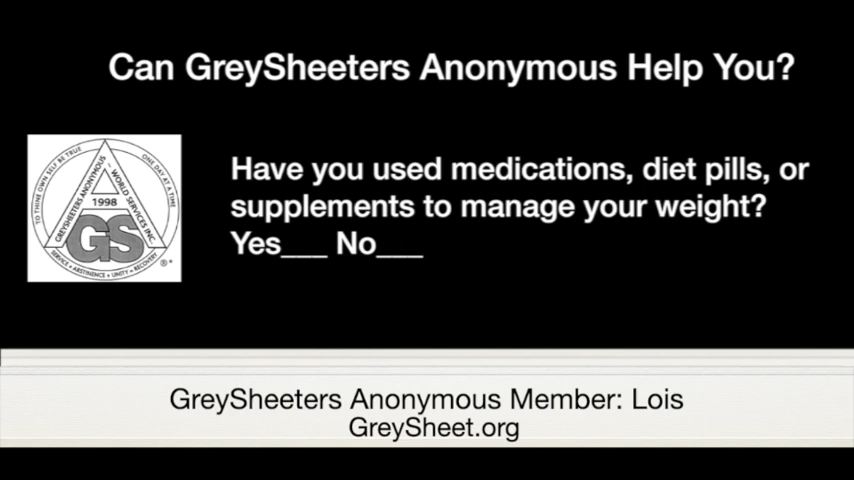 Can GreySheeters Anonymous Help You?
TO THINE OWN SELF BE TRUE
ONE DAY AT A TIME
GREYSHEETERS ANONYMOUS
WORLD SERVICES INC.
1998
GS
SERVICE • ABSTINENCE • UNITY • RECOVERY
®
Have you used medications, diet pills, or
supplements to manage your weight?
Yes___ No___
GreySheeters Anonymous Member: Lois
GreySheet.org